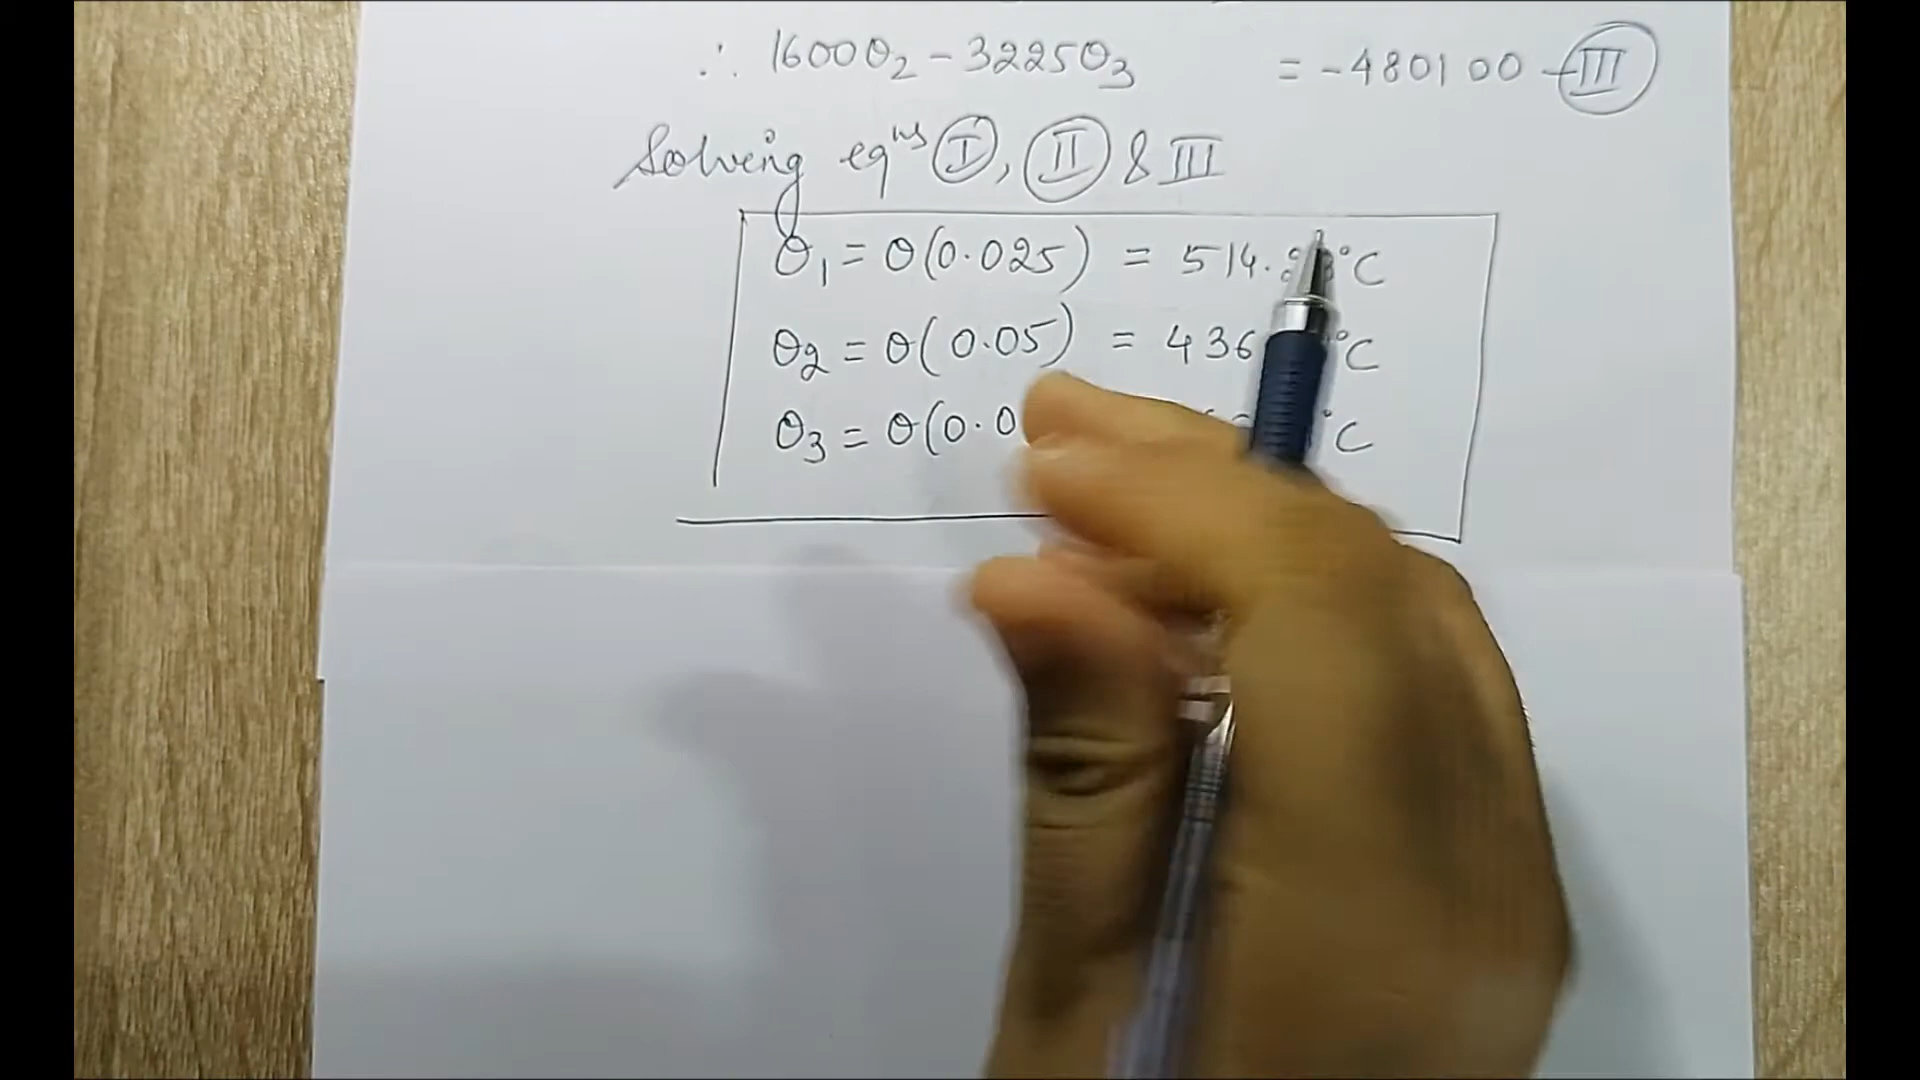 ∴ 1600θ₂ - 3225θ₃ = -480100 - III
Solving eqⁿˢ I, II & III
θ₁ = θ(0.025) = 514. °C
θ₂ = θ(0.05) = 436 °C
θ₃ = θ(0.0 °C